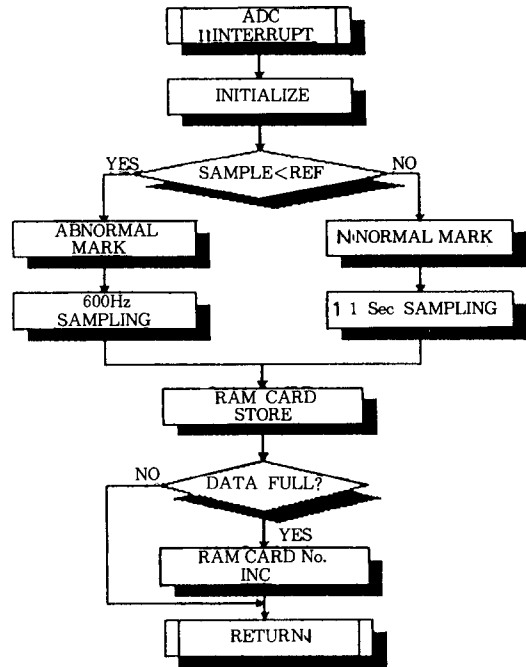 ADC
INTERRUPT
INITIALIZE
YES
SAMPLE<REF
NO
ABNORMAL
MARK
NORMAL MARK
600Hz
SAMPLING
1 Sec SAMPLING
RAM CARD
STORE
NO
DATA FULL?
YES
RAM CARD No.
INC
RETURN